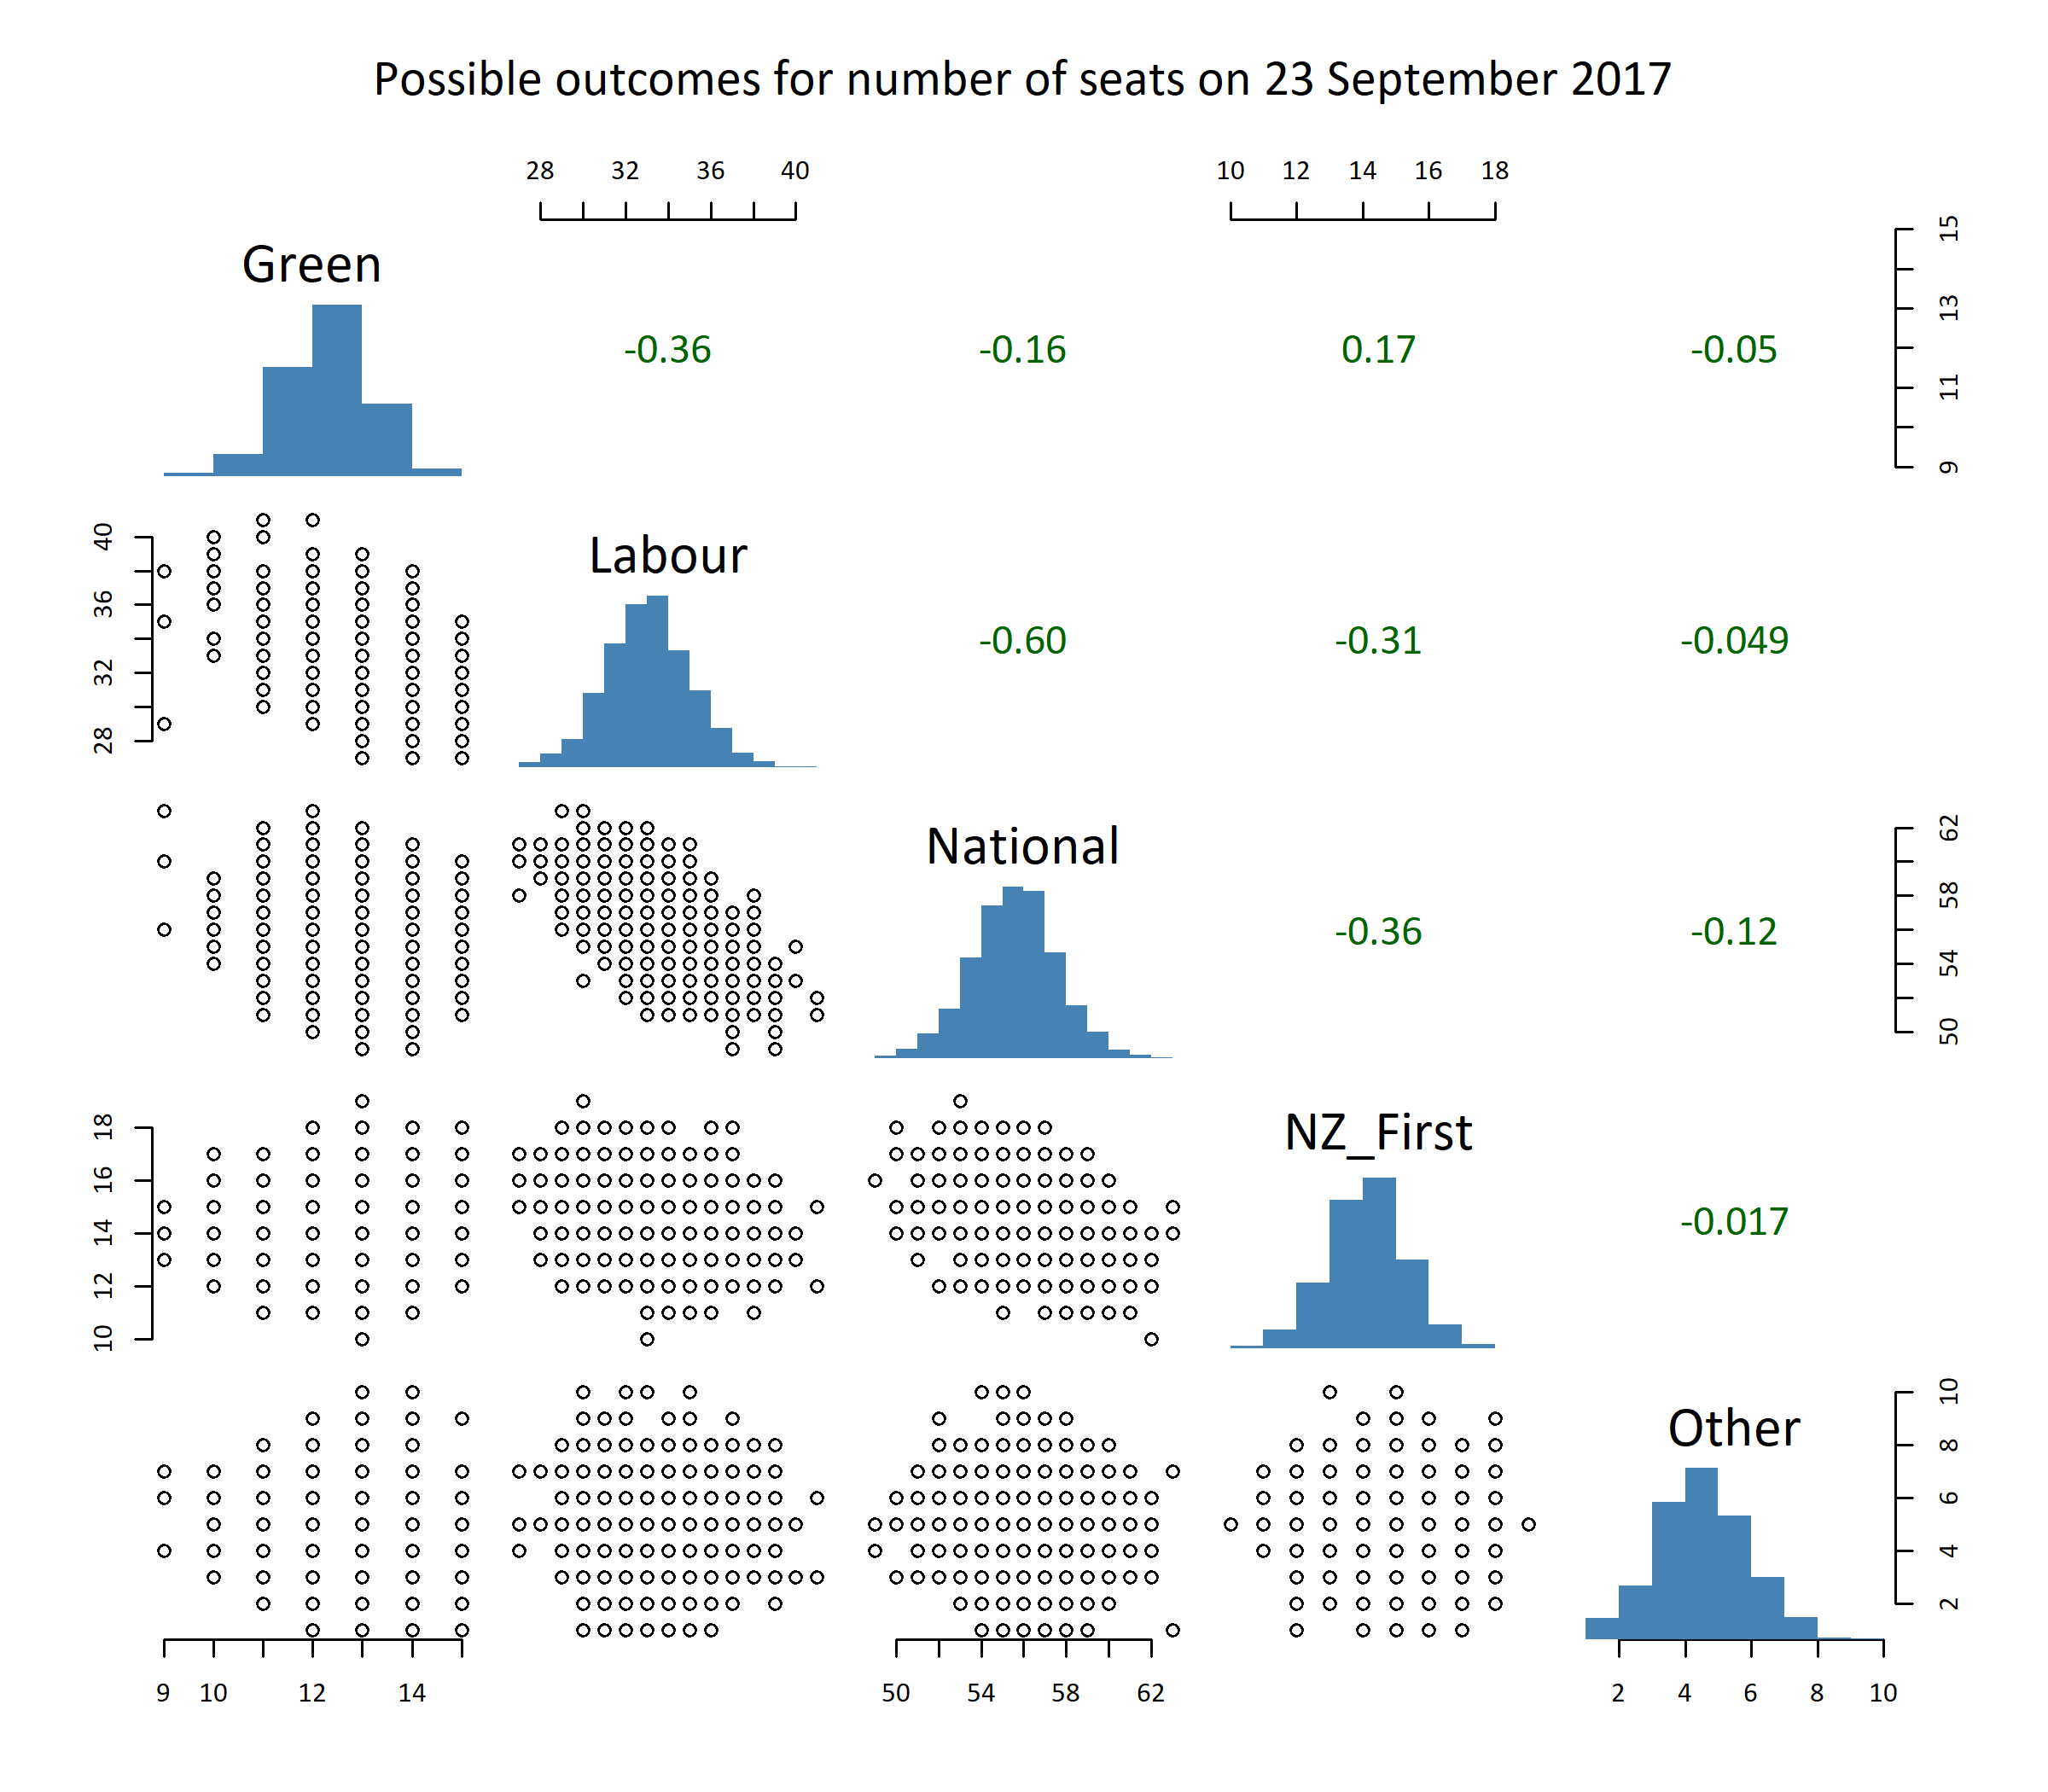 Possible outcomes for number of seats on 23 September 2017
28 32 36 40
10 12 14 16 18
Green
-0.36 -0.16 0.17 -0.05
9 11 13 15
28 32 36 40
Labour
-0.60 -0.31 -0.049
National
-0.36 -0.12
50 54 58 62
10 12 14 16 18
NZ_First
-0.017
Other
2 4 6 8 10
9 10 12 14
50 54 58 62
2 4 6 8 10